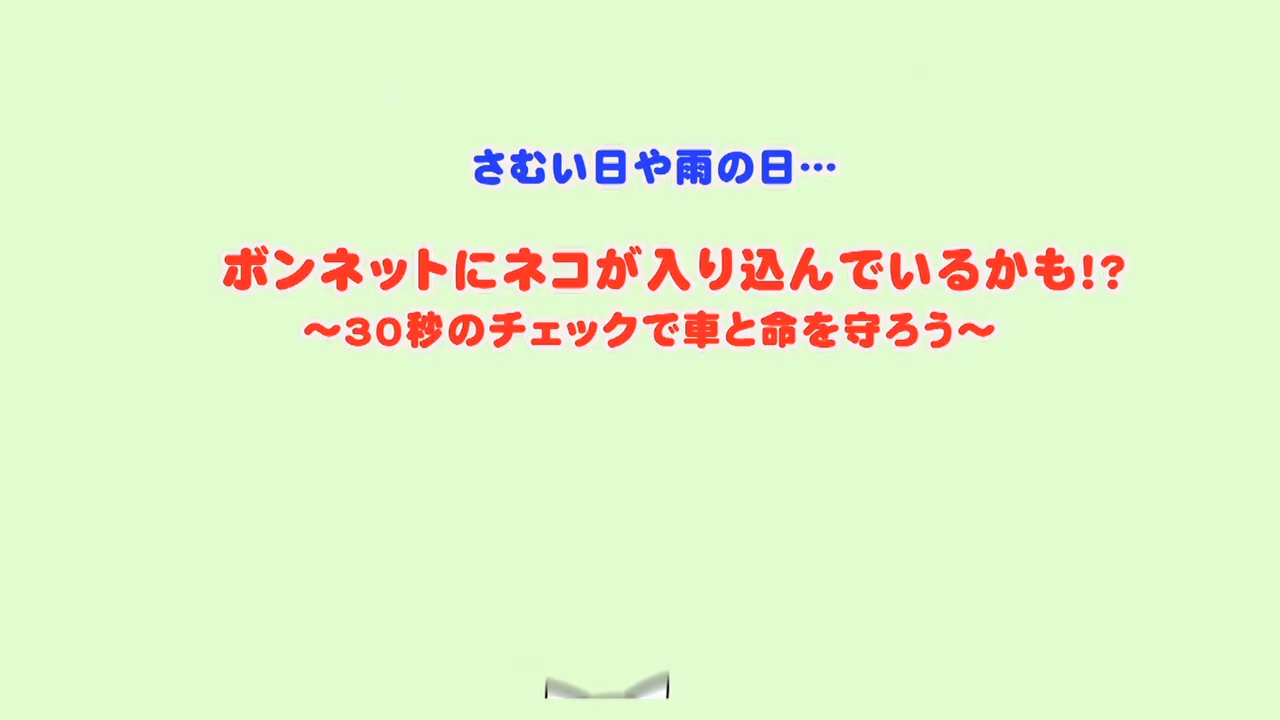 さむい日や雨の日…
ボンネットにネコが入り込んでいるかも!?
～30秒のチェックで車と命を守ろう～